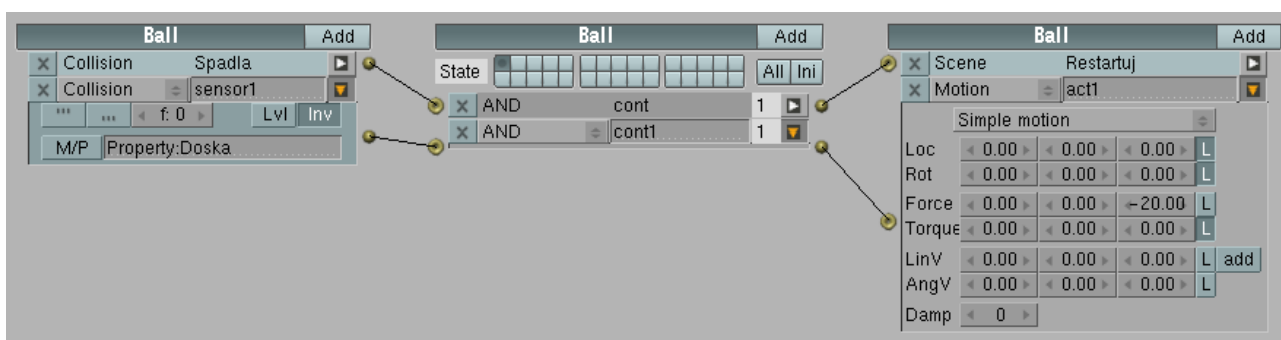 Ball Add
X Collision Spadla
X Collision sensor1
''' ... f: 0 Lvl Inv
M/P Property:Doska
Ball Add
State All Ini
X AND cont 1
X AND cont1 1
Ball Add
X Scene Restartuj
X Motion act1
Simple motion
Loc 0.00 0.00 0.00 L
Rot 0.00 0.00 0.00 L
Force 0.00 0.00 -20.00 L
Torque 0.00 0.00 0.00 L
LinV 0.00 0.00 0.00 L add
AngV 0.00 0.00 0.00 L
Damp 0